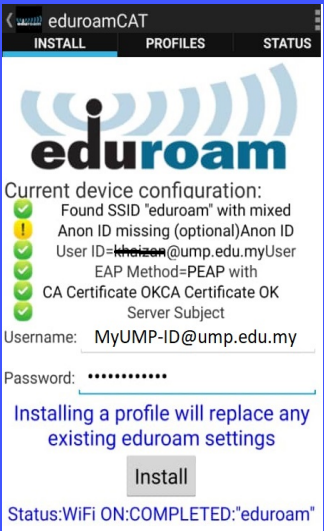 eduroamCAT
INSTALL PROFILES STATUS
eduroam
Current device configuration:
Found SSID "eduroam" with mixed
Anon ID missing (optional)Anon ID
User ID=@ump.edu.myUser
EAP Method=PEAP with
CA Certificate OKCA Certificate OK
Server Subject
Username: MyUMP-ID@ump.edu.my
Password: ••••••••••••
Installing a profile will replace any
existing eduroam settings
Install
Status:WiFi ON:COMPLETED:"eduroam"